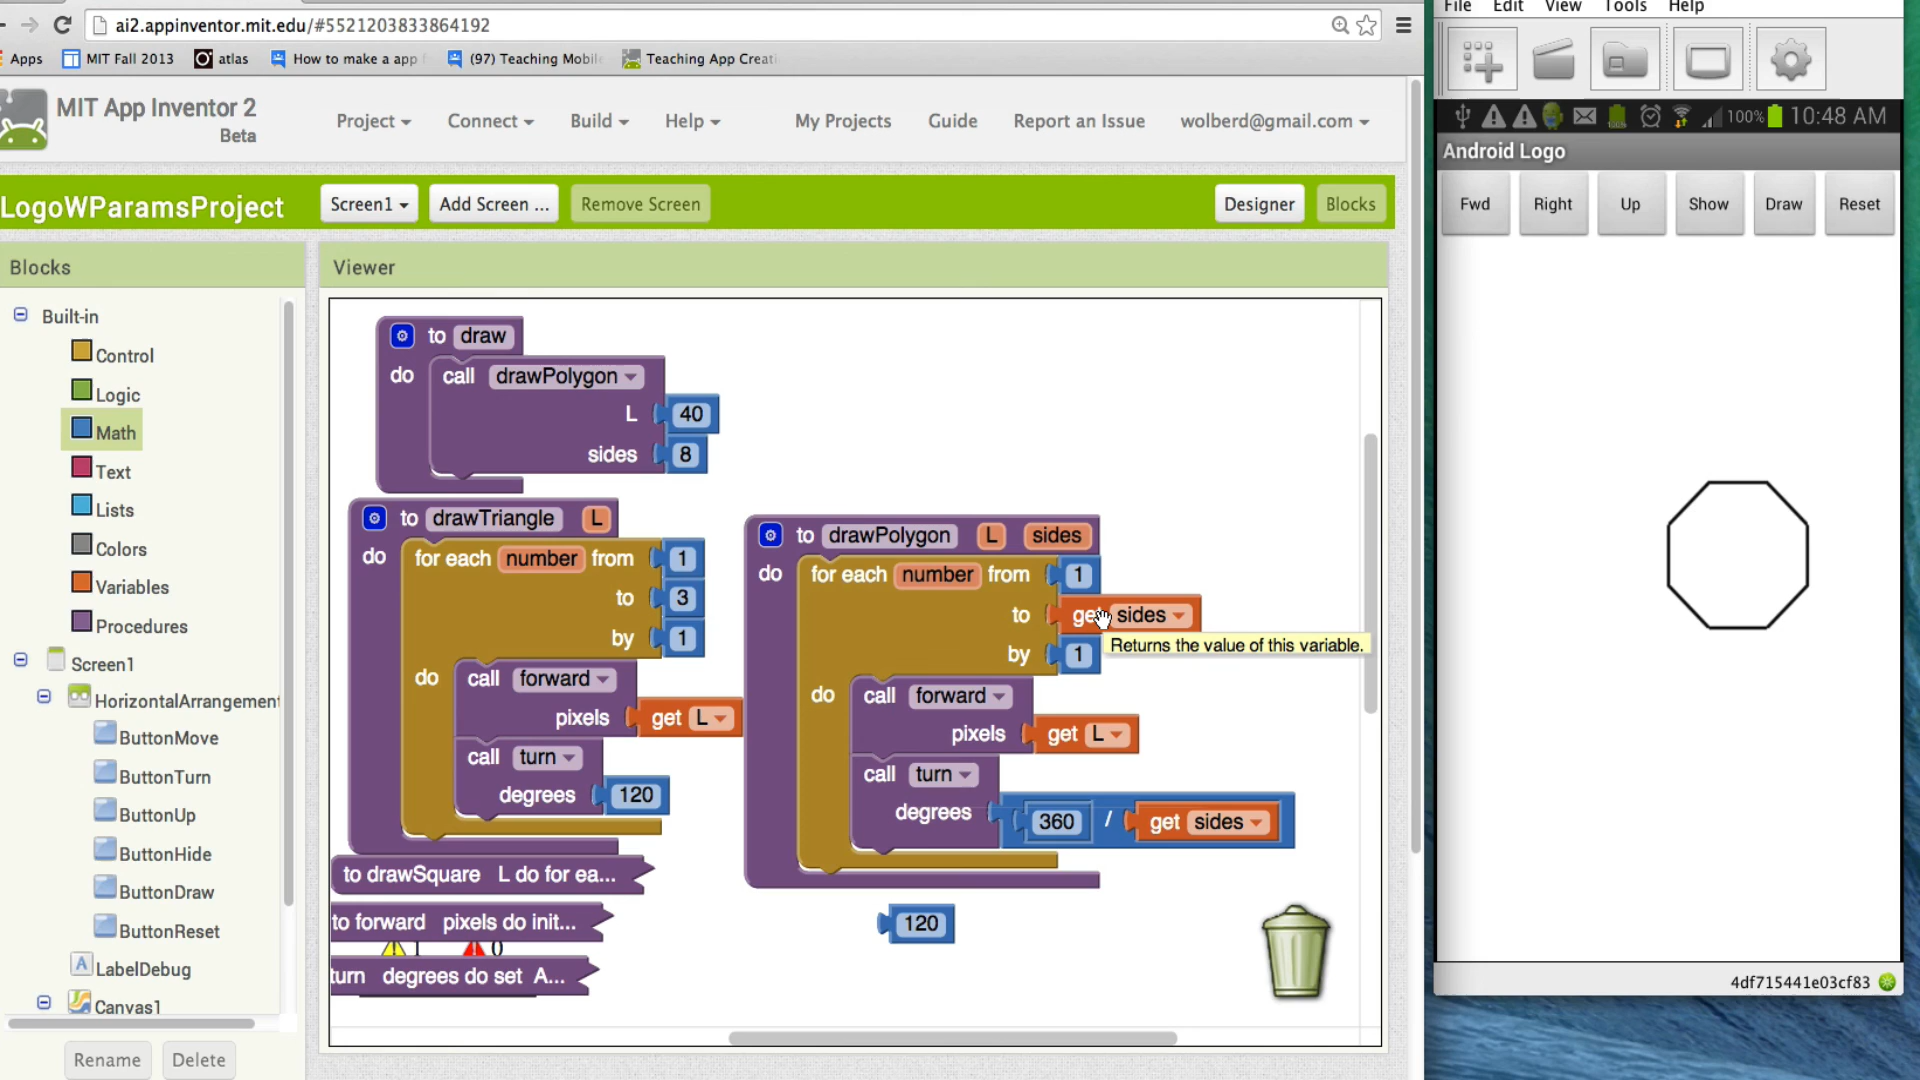 ai2.appinventor.mit.edu/#5521203833864192
Apps
MIT Fall 2013
atlas
How to make a app
(97) Teaching Mobil
Teaching App Creati
MIT App Inventor 2
Beta
Project
Connect
Build
Help
My Projects
Guide
Report an Issue
wolberd@gmail.com
LogoWParamsProject
Screen1
Add Screen ...
Remove Screen
Designer
Blocks
Blocks
Built-in
Control
Logic
Math
Text
Lists
Colors
Variables
Procedures
Screen1
HorizontalArrangement
ButtonMove
ButtonTurn
ButtonUp
ButtonHide
ButtonDraw
ButtonReset
LabelDebug
Canvas1
Rename
Delete
Viewer
to draw
do call drawPolygon
L 40
sides 8
to drawTriangle L
do for each number from 1
to 3
by 1
do call forward
pixels get L
call turn
degrees 120
to drawSquare L do for ea...
to forward pixels do init...
1 0
turn degrees do set A...
to drawPolygon L sides
do for each number from 1
to get sides
Returns the value of this variable.
by 1
do call forward
pixels get L
call turn
degrees 360 / get sides
120
File Edit View Tools Help
100% 10:48 AM
Android Logo
Fwd
Right
Up
Show
Draw
Reset
4df715441e03cf83